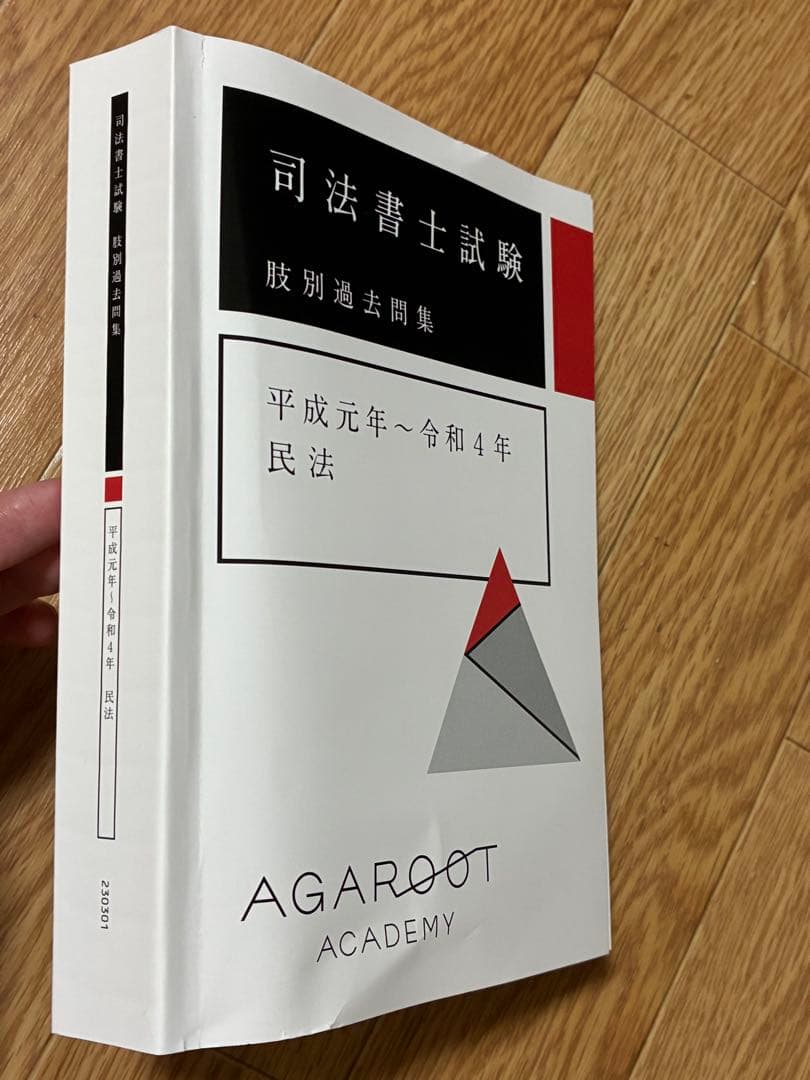 司法書士試験 肢別過去問集
平成元年〜令和4年 民法
230301
司法書士試験
肢別過去問集
平成元年〜令和4年
民法
AGAROOT
ACADEMY